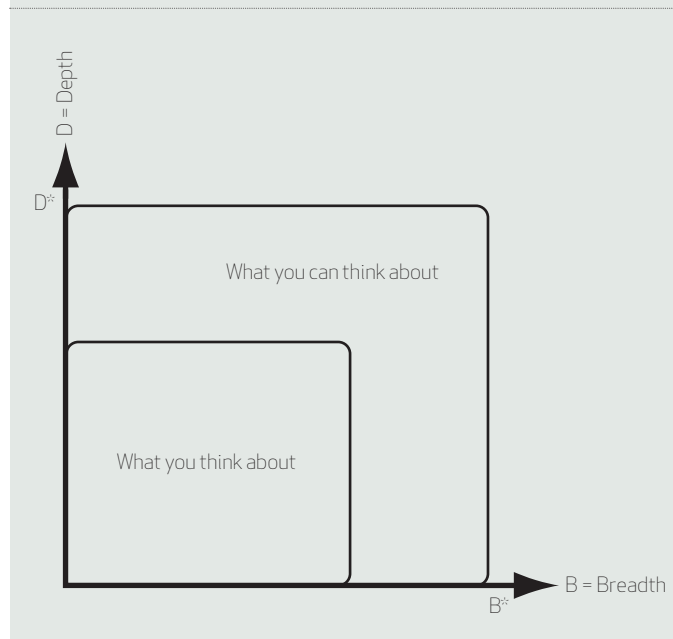 D = Depth
D*
What you can think about
What you think about
B = Breadth
B*